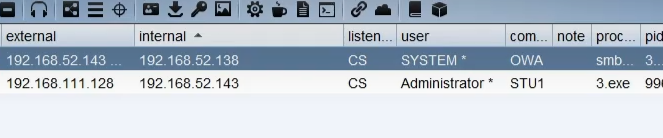 external internal listen... user com... note proc... pid
192.168.52.143 ... 192.168.52.138 CS SYSTEM * OWA smb... 3...
192.168.111.128 192.168.52.143 CS Administrator * STU1 3.exe 996